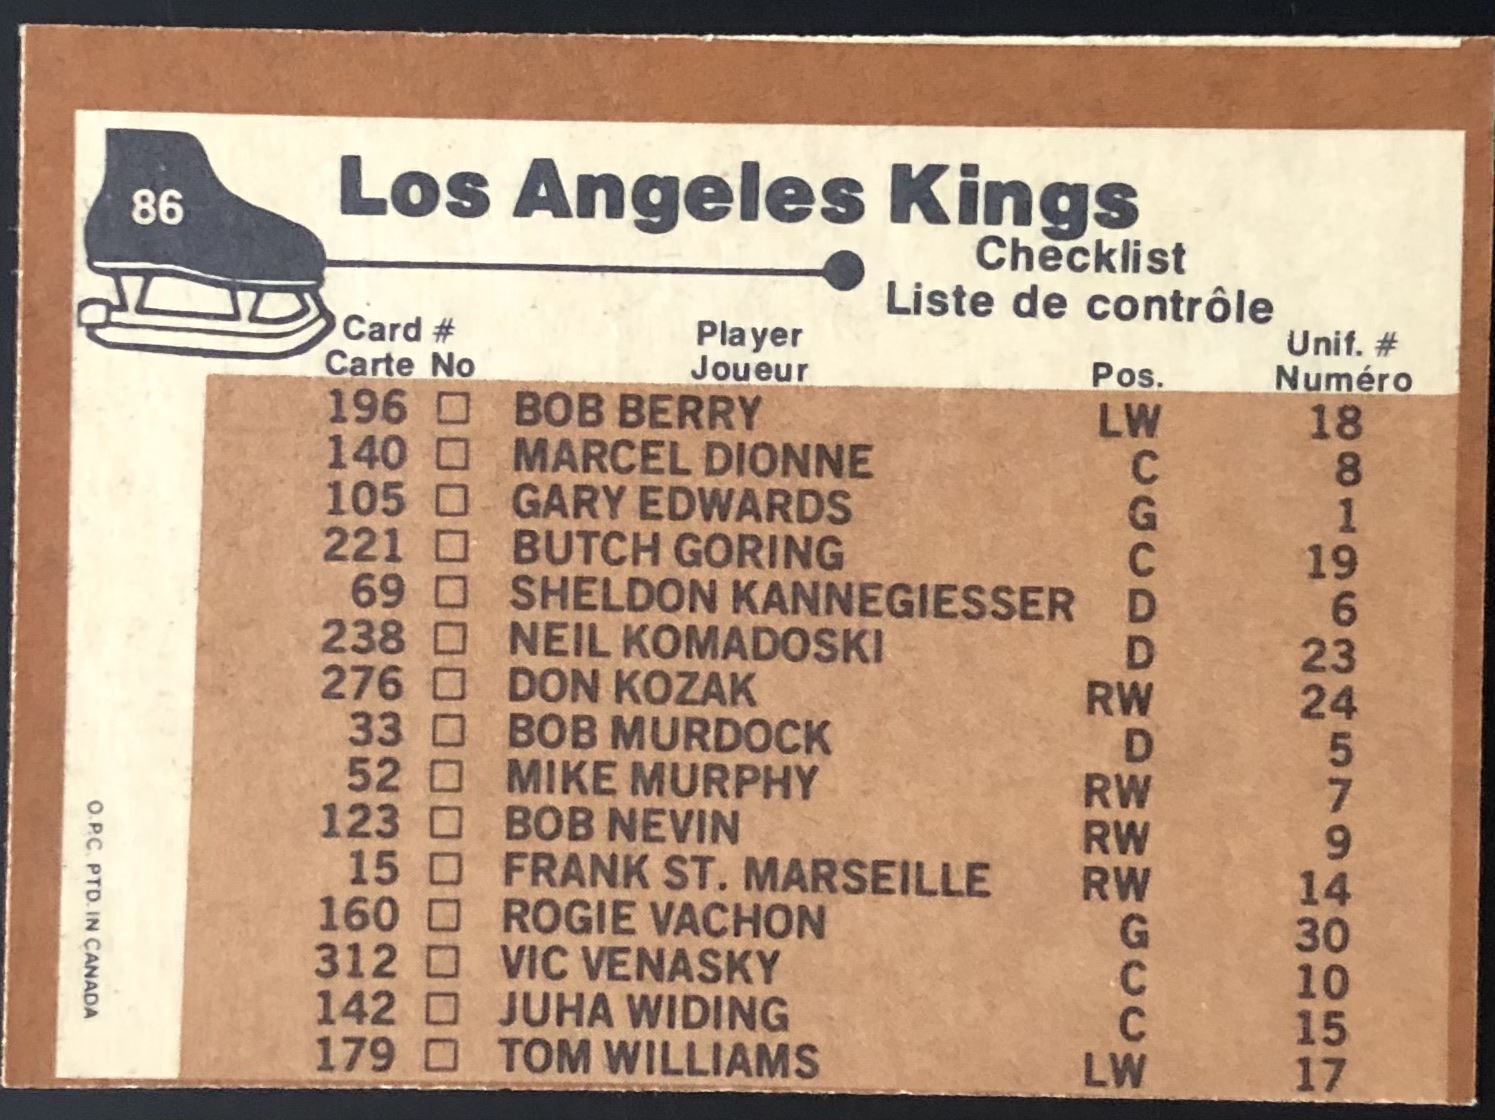 86
Los Angeles Kings
Checklist
Liste de contrôle
Card # Player Unif. #
Carte No Joueur Pos. Numéro
196 BOB BERRY LW 18
140 MARCEL DIONNE C 8
105 GARY EDWARDS G 1
221 BUTCH GORING C 19
69 SHELDON KANNEGIESSER D 6
238 NEIL KOMADOSKI D 23
276 DON KOZAK RW 24
33 BOB MURDOCK D 5
52 MIKE MURPHY RW 7
123 BOB NEVIN RW 9
15 FRANK ST. MARSEILLE RW 14
160 ROGIE VACHON G 30
312 VIC VENASKY C 10
142 JUHA WIDING C 15
179 TOM WILLIAMS LW 17
O.P.C. PTD. IN CANADA